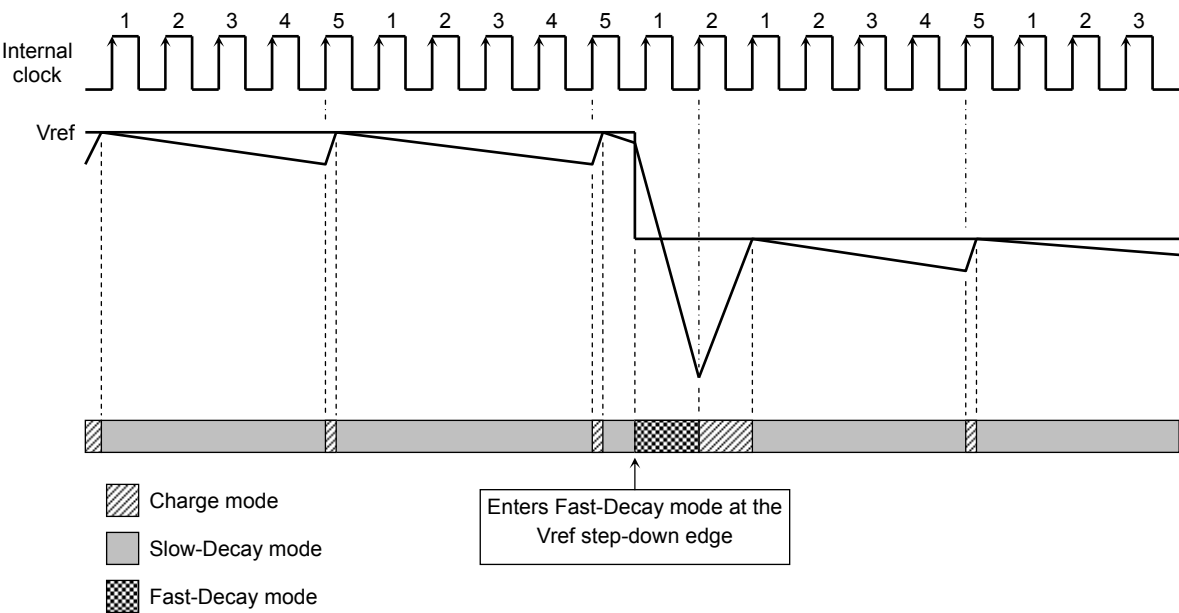 1 2 3 4 5 1 2 3 4 5 1 2 1 2 3 4 5 1 2 3
Internal
clock
Vref
Charge mode
Slow-Decay mode
Fast-Decay mode
Enters Fast-Decay mode at the
Vref step-down edge